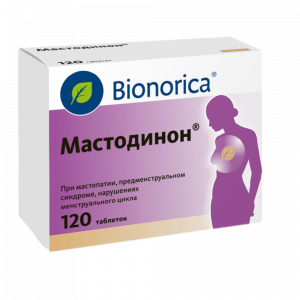 120 таблеток
Bionorica®
Мастодинон®
При мастопатии, предменструальном
синдроме, нарушениях
менструального цикла
120 таблеток